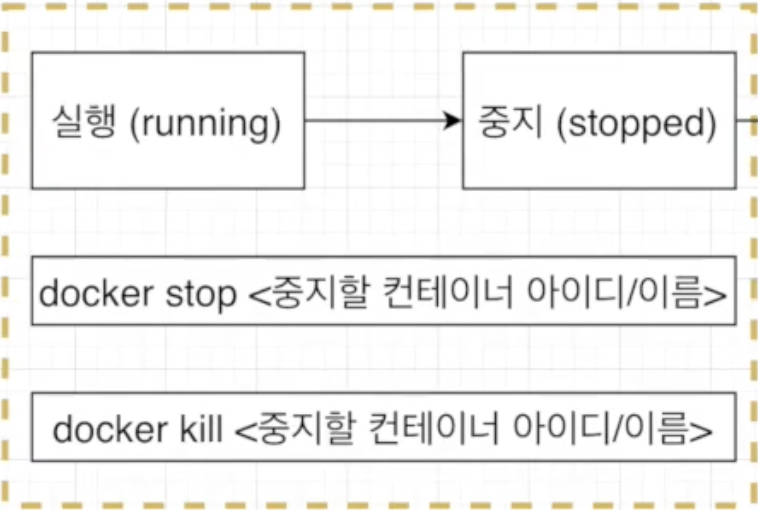 실행 (running)
중지 (stopped)
docker stop <중지할 컨테이너 아이디/이름>
docker kill <중지할 컨테이너 아이디/이름>